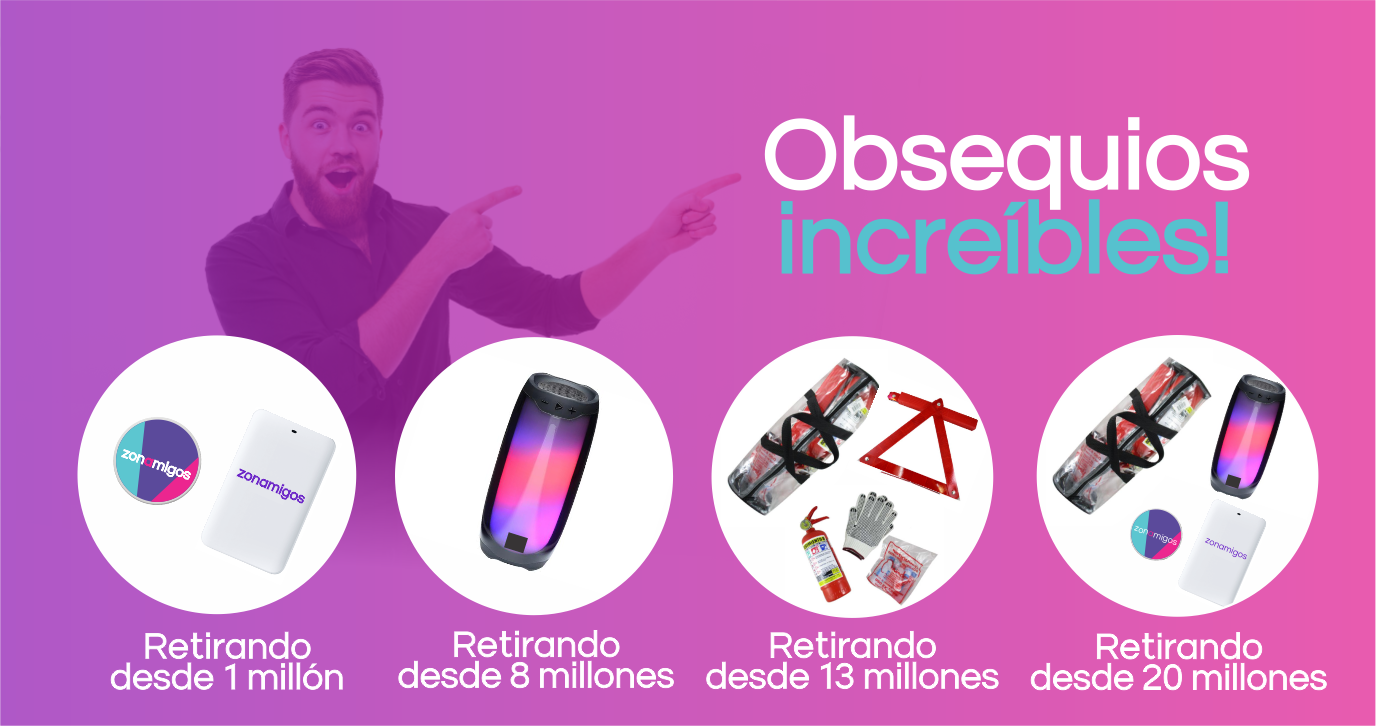 Obsequios
increíbles!
zonamigos
zonamigos
zonamigos
zonamigos
Retirando
desde 1 millón
Retirando
desde 8 millones
Retirando
desde 13 millones
Retirando
desde 20 millones